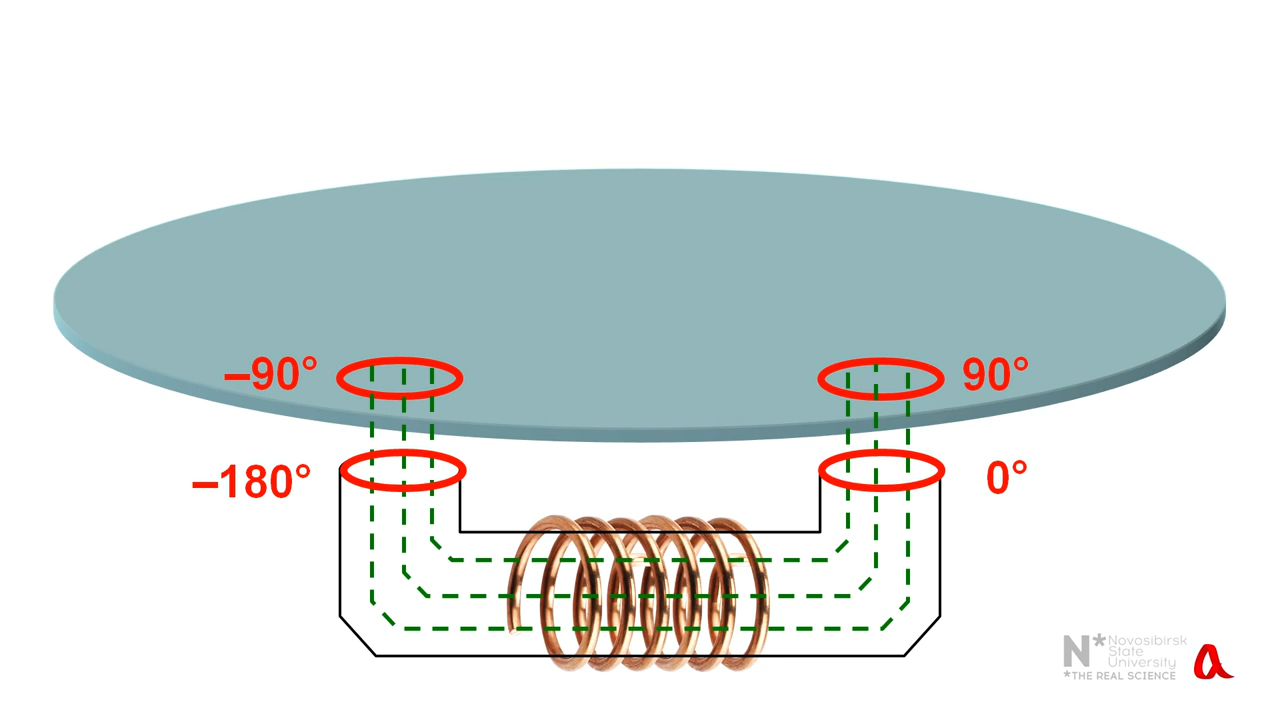 –90°
90°
–180°
0°
N*
Novosibirsk
State
University
*THE REAL SCIENCE